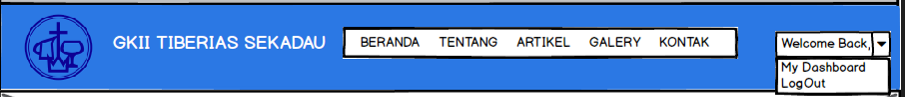 GKII TIBERIAS SEKADAU
BERANDA TENTANG ARTIKEL GALERY KONTAK
Welcome Back,
My Dashboard
LogOut